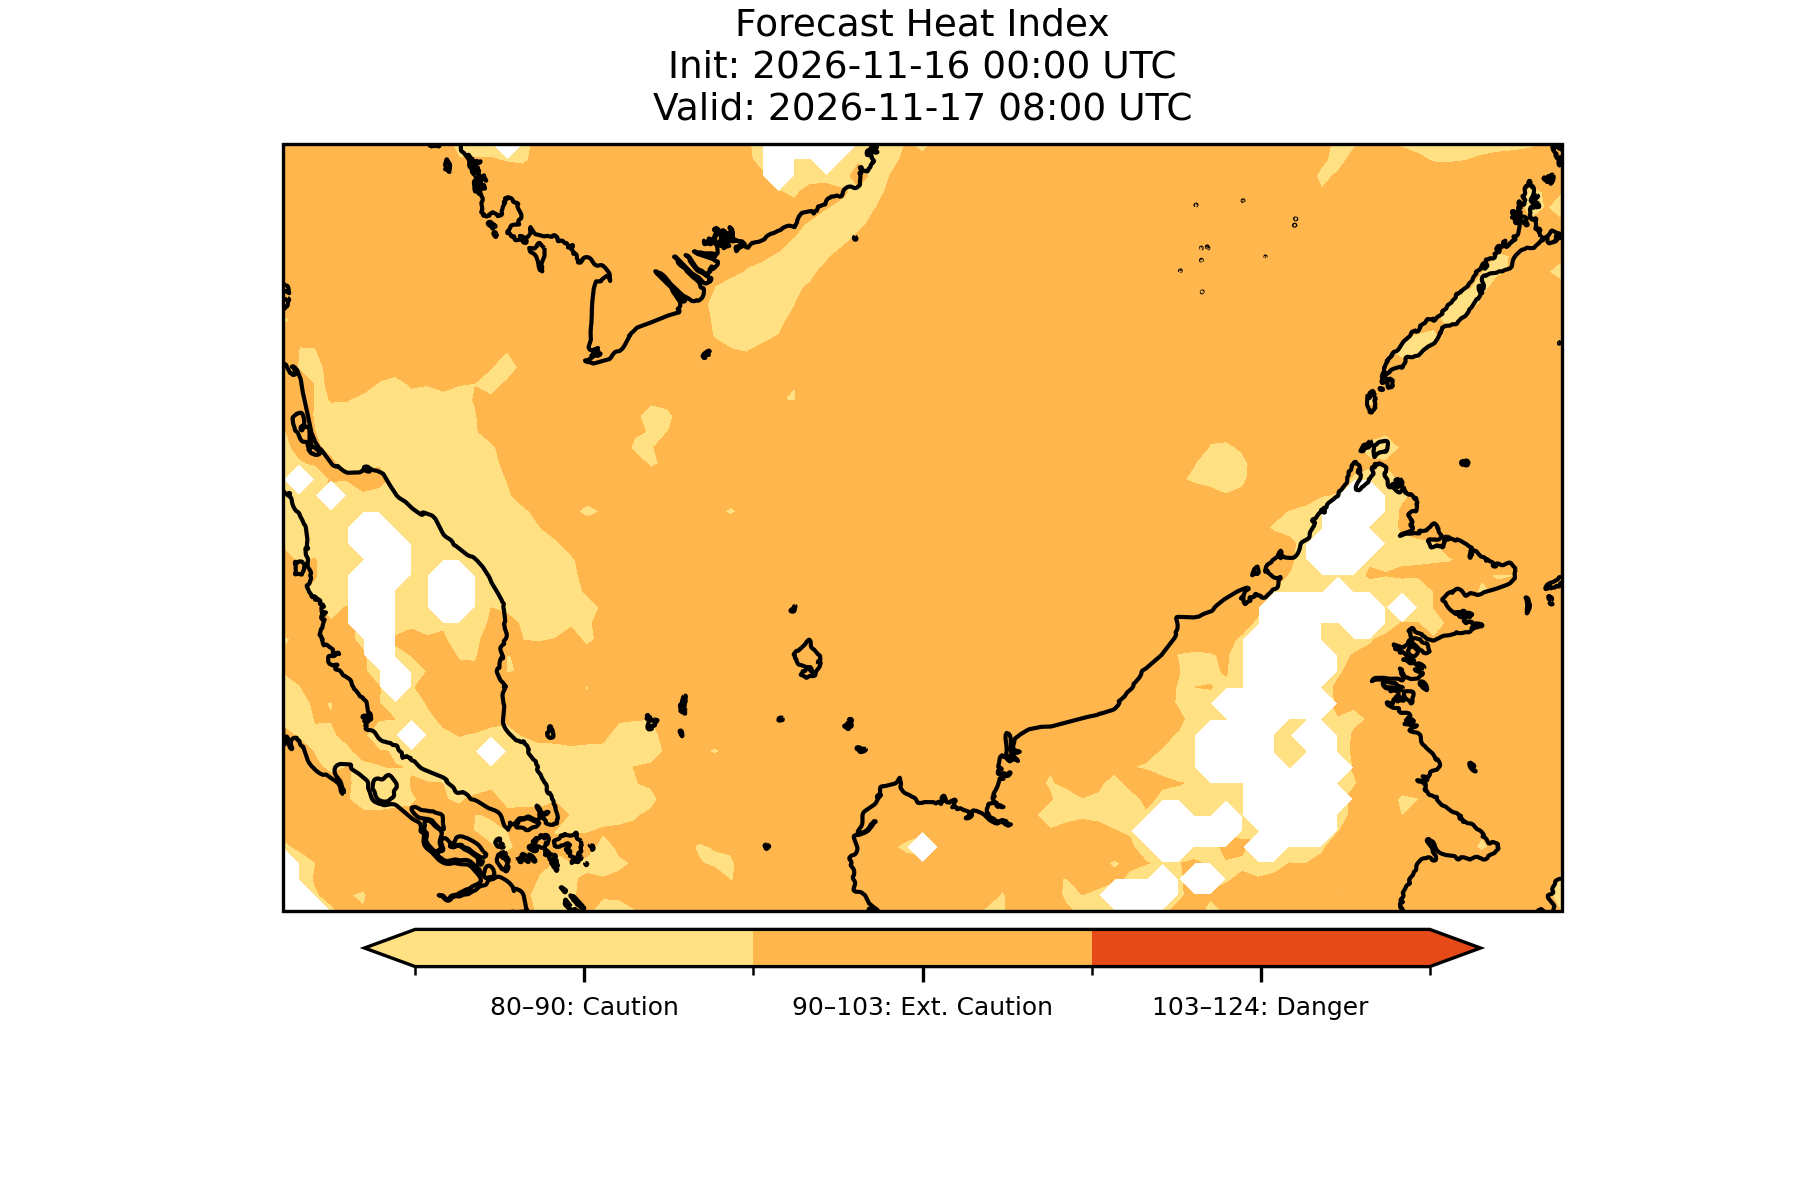 Forecast Heat Index
Init: 2026-11-16 00:00 UTC
Valid: 2026-11-17 08:00 UTC
80–90: Caution
90–103: Ext. Caution
103–124: Danger